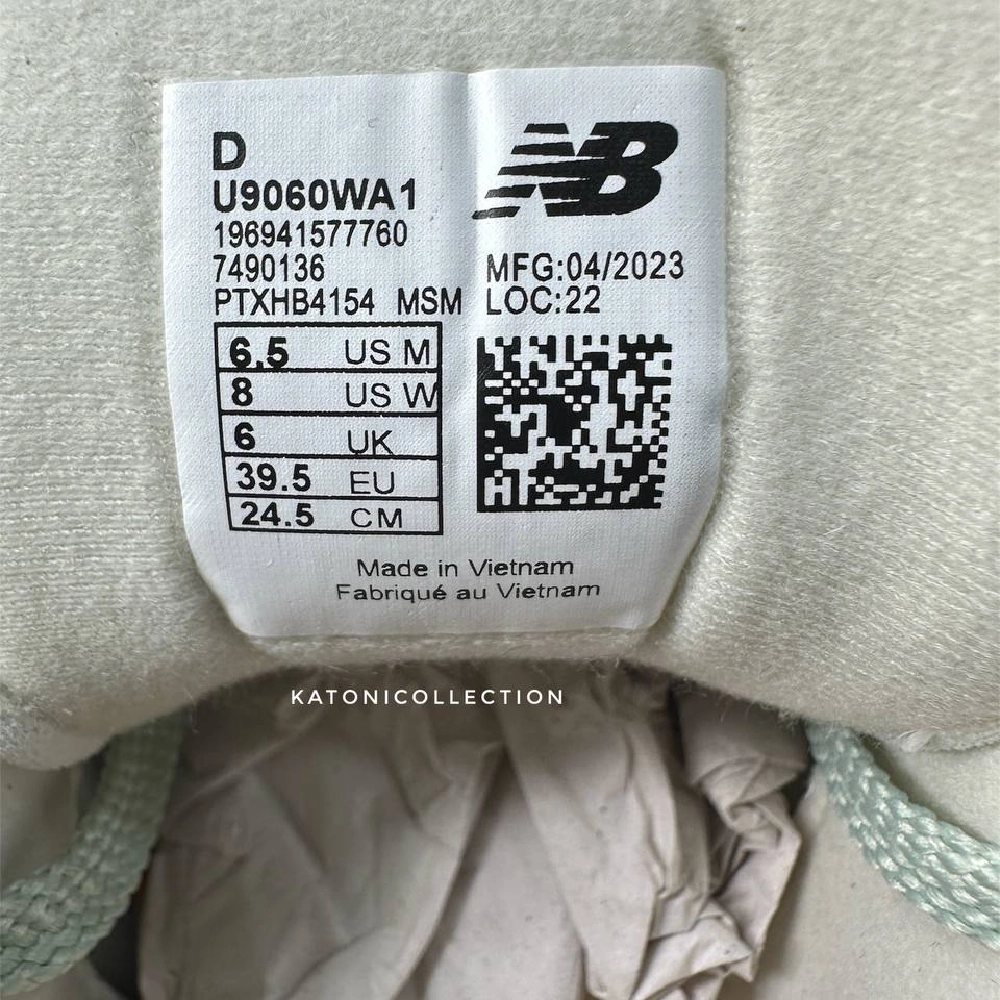 D
U9060WA1
196941577760
7490136
PTXHB4154 MSM
NB
MFG:04/2023
LOC:22
6.5 US M
8 US W
6 UK
39.5 EU
24.5 CM
Made in Vietnam
Fabriqué au Vietnam
KATONICOLLECTION